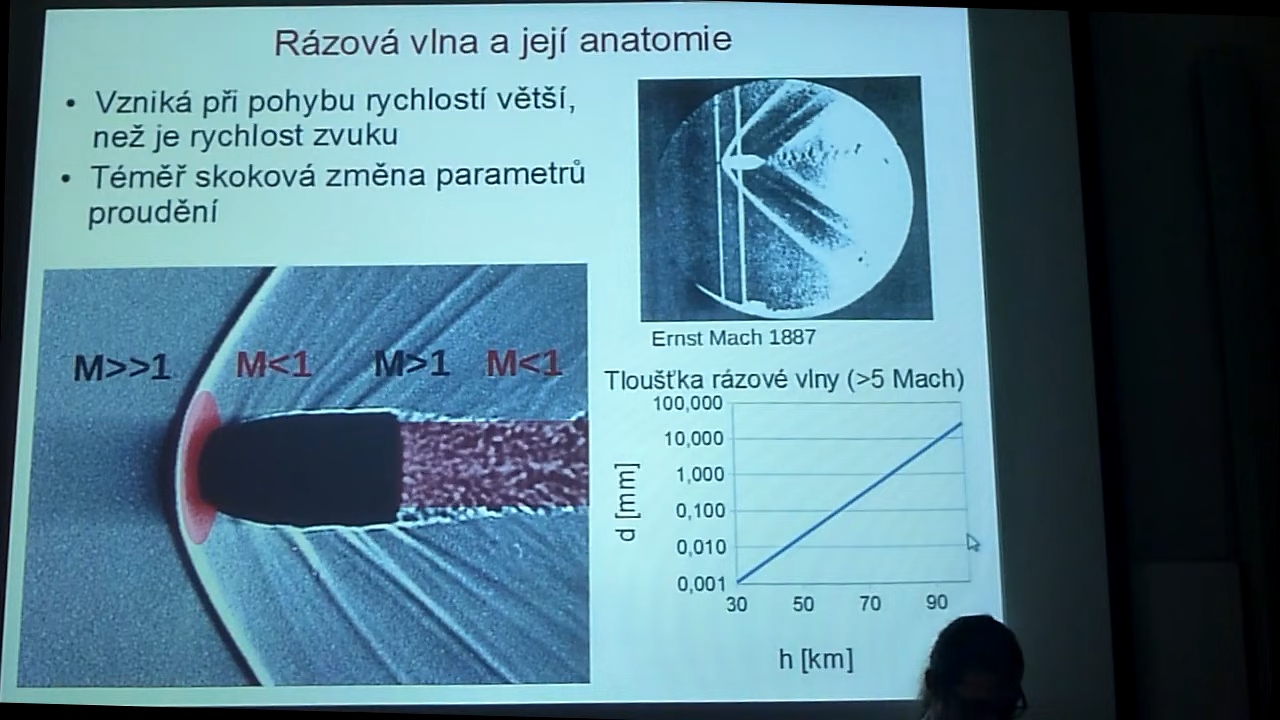 Rázová vlna a její anatomie
• Vzniká při pohybu rychlostí větší,
než je rychlost zvuku
• Téměř skoková změna parametrů
proudění
M>>1 M<1 M>1 M<1
Ernst Mach 1887
Tloušťka rázové vlny (>5 Mach)
100,000
10,000
1,000
0,100
0,010
0,001
d [mm]
30 50 70 90
h [km]